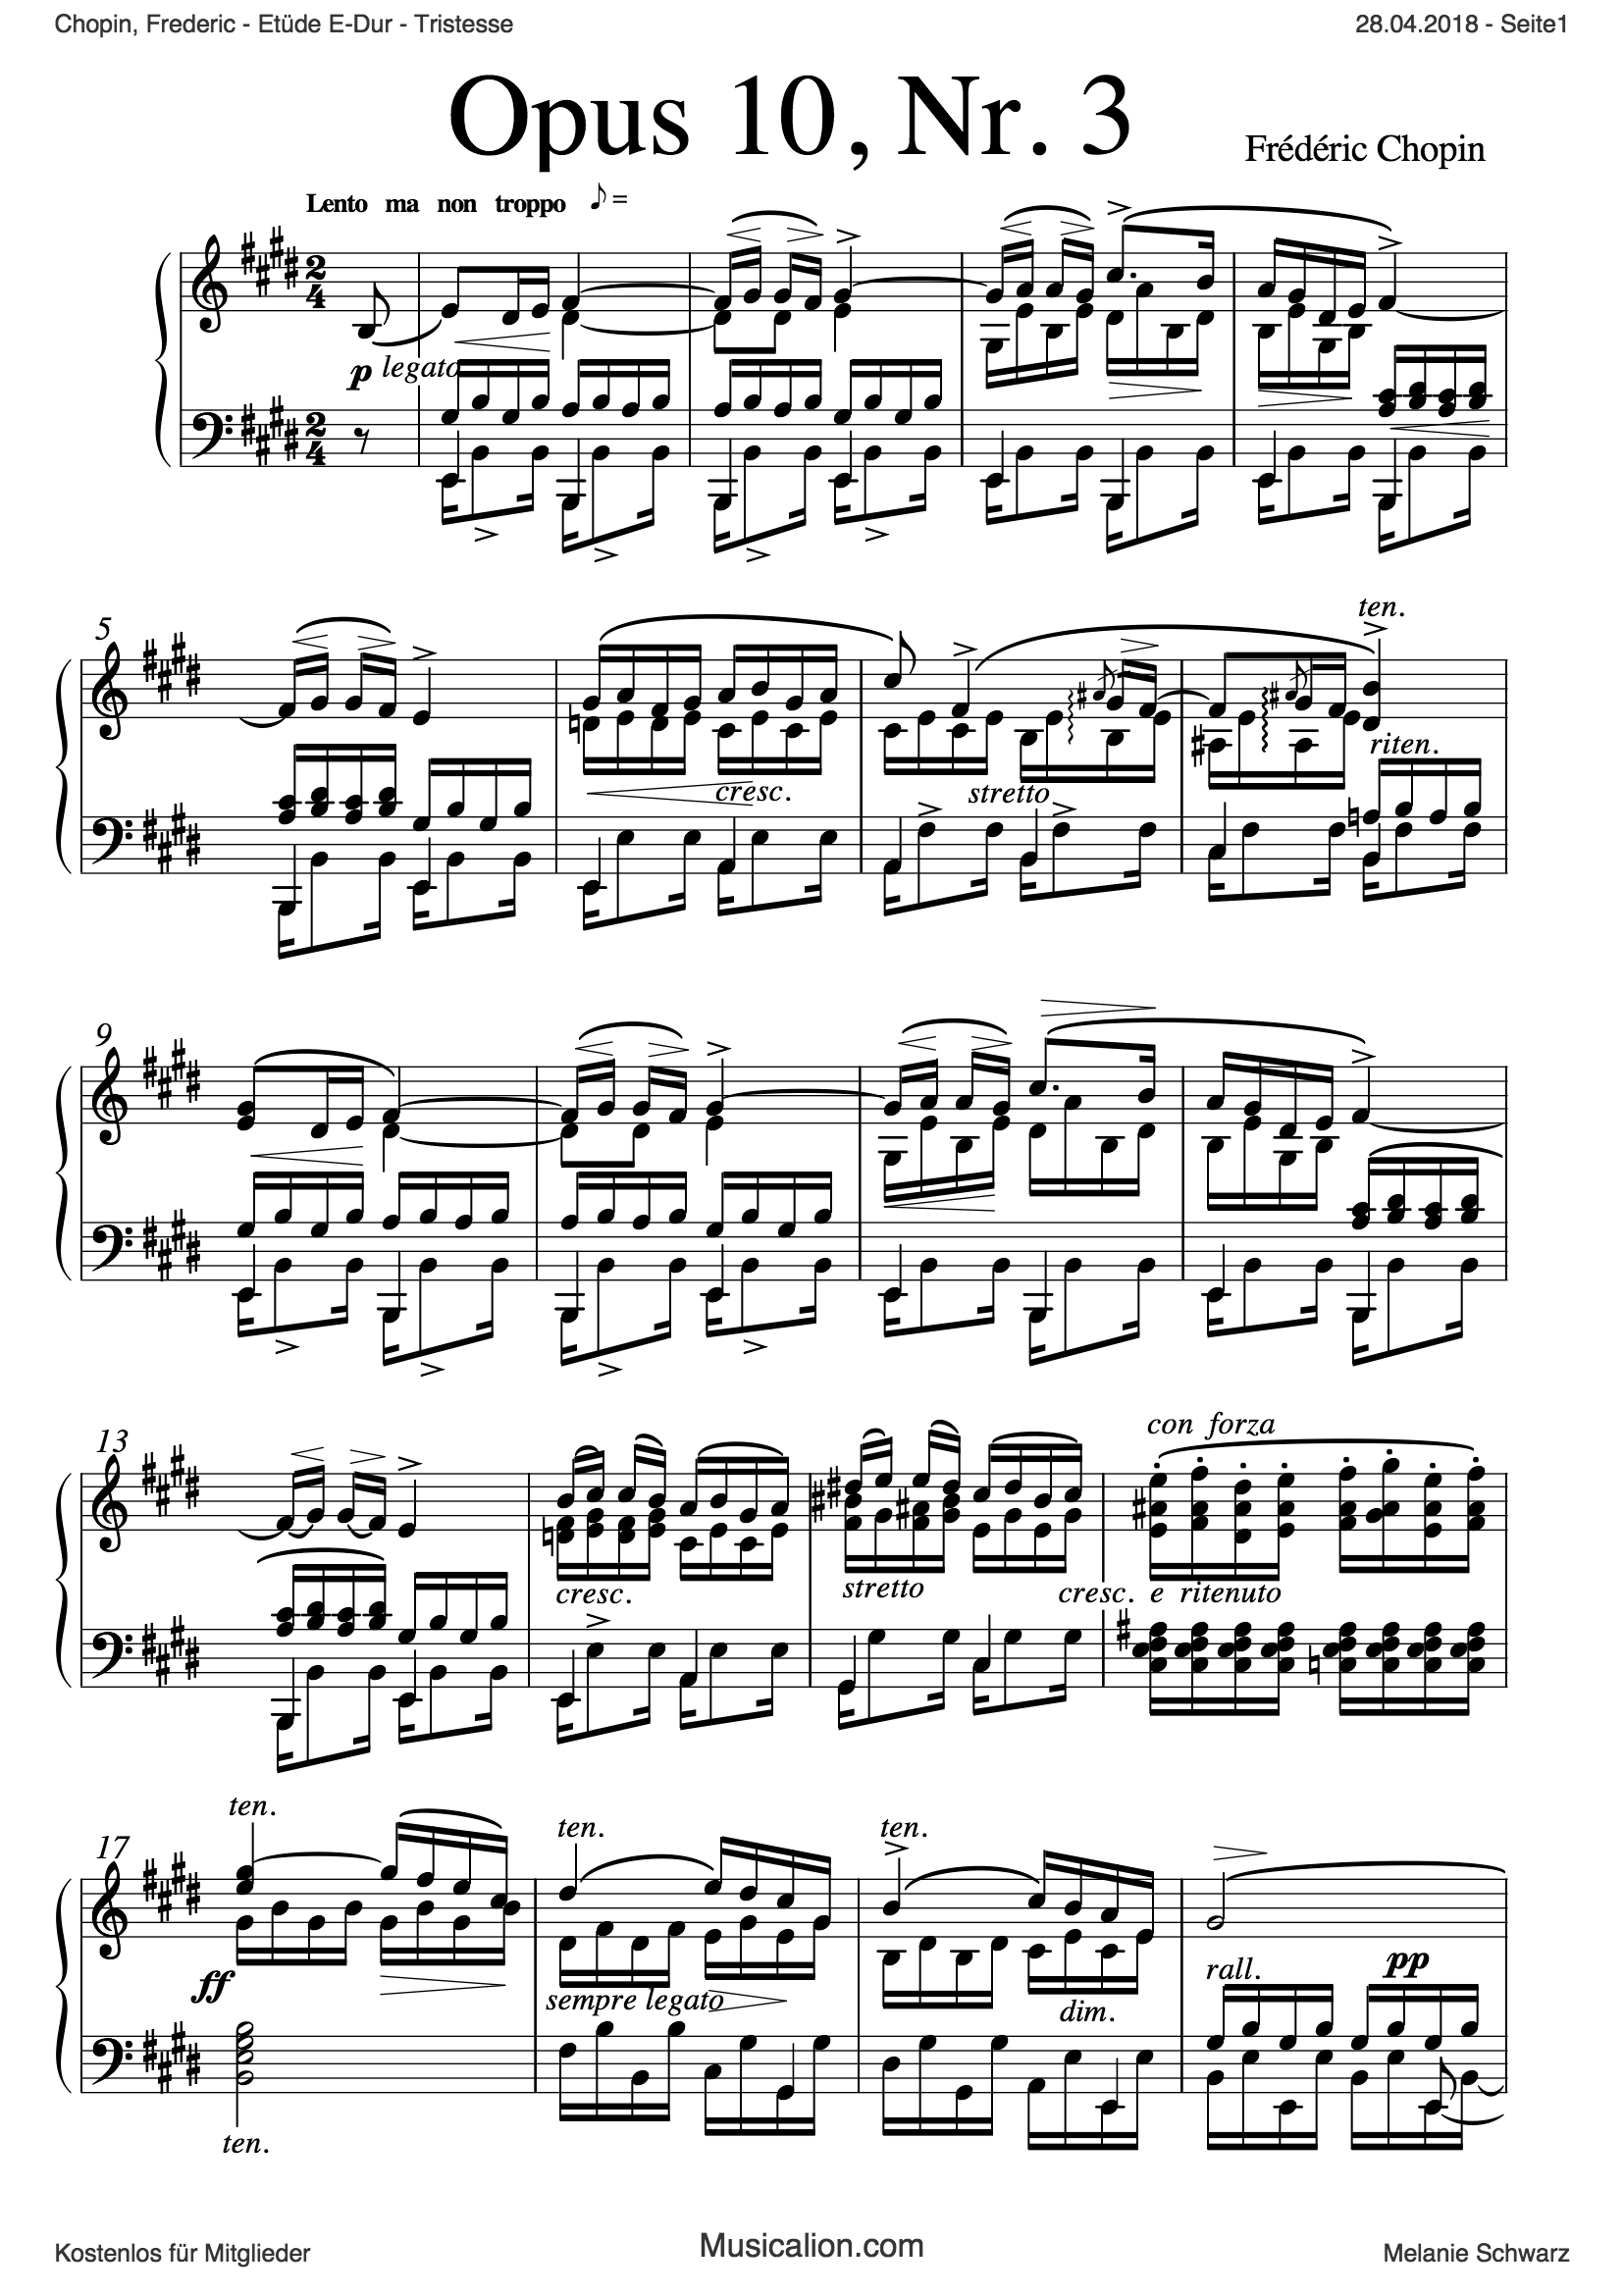 Chopin, Frederic - Etüde E-Dur - Tristesse
28.04.2018 - Seite1
Opus 10, Nr. 3
Frédéric Chopin
Lento ma non troppo ♪ =
2
4
p legato
2
4
5
ten.
riten.
cresc.
stretto
9
13
con forza
cresc.
stretto
cresc. e ritenuto
17
ten.
ten.
ten.
ff
sempre legato
dim.
rall.
pp
ten.
Kostenlos für Mitglieder
Musicalion.com
Melanie Schwarz